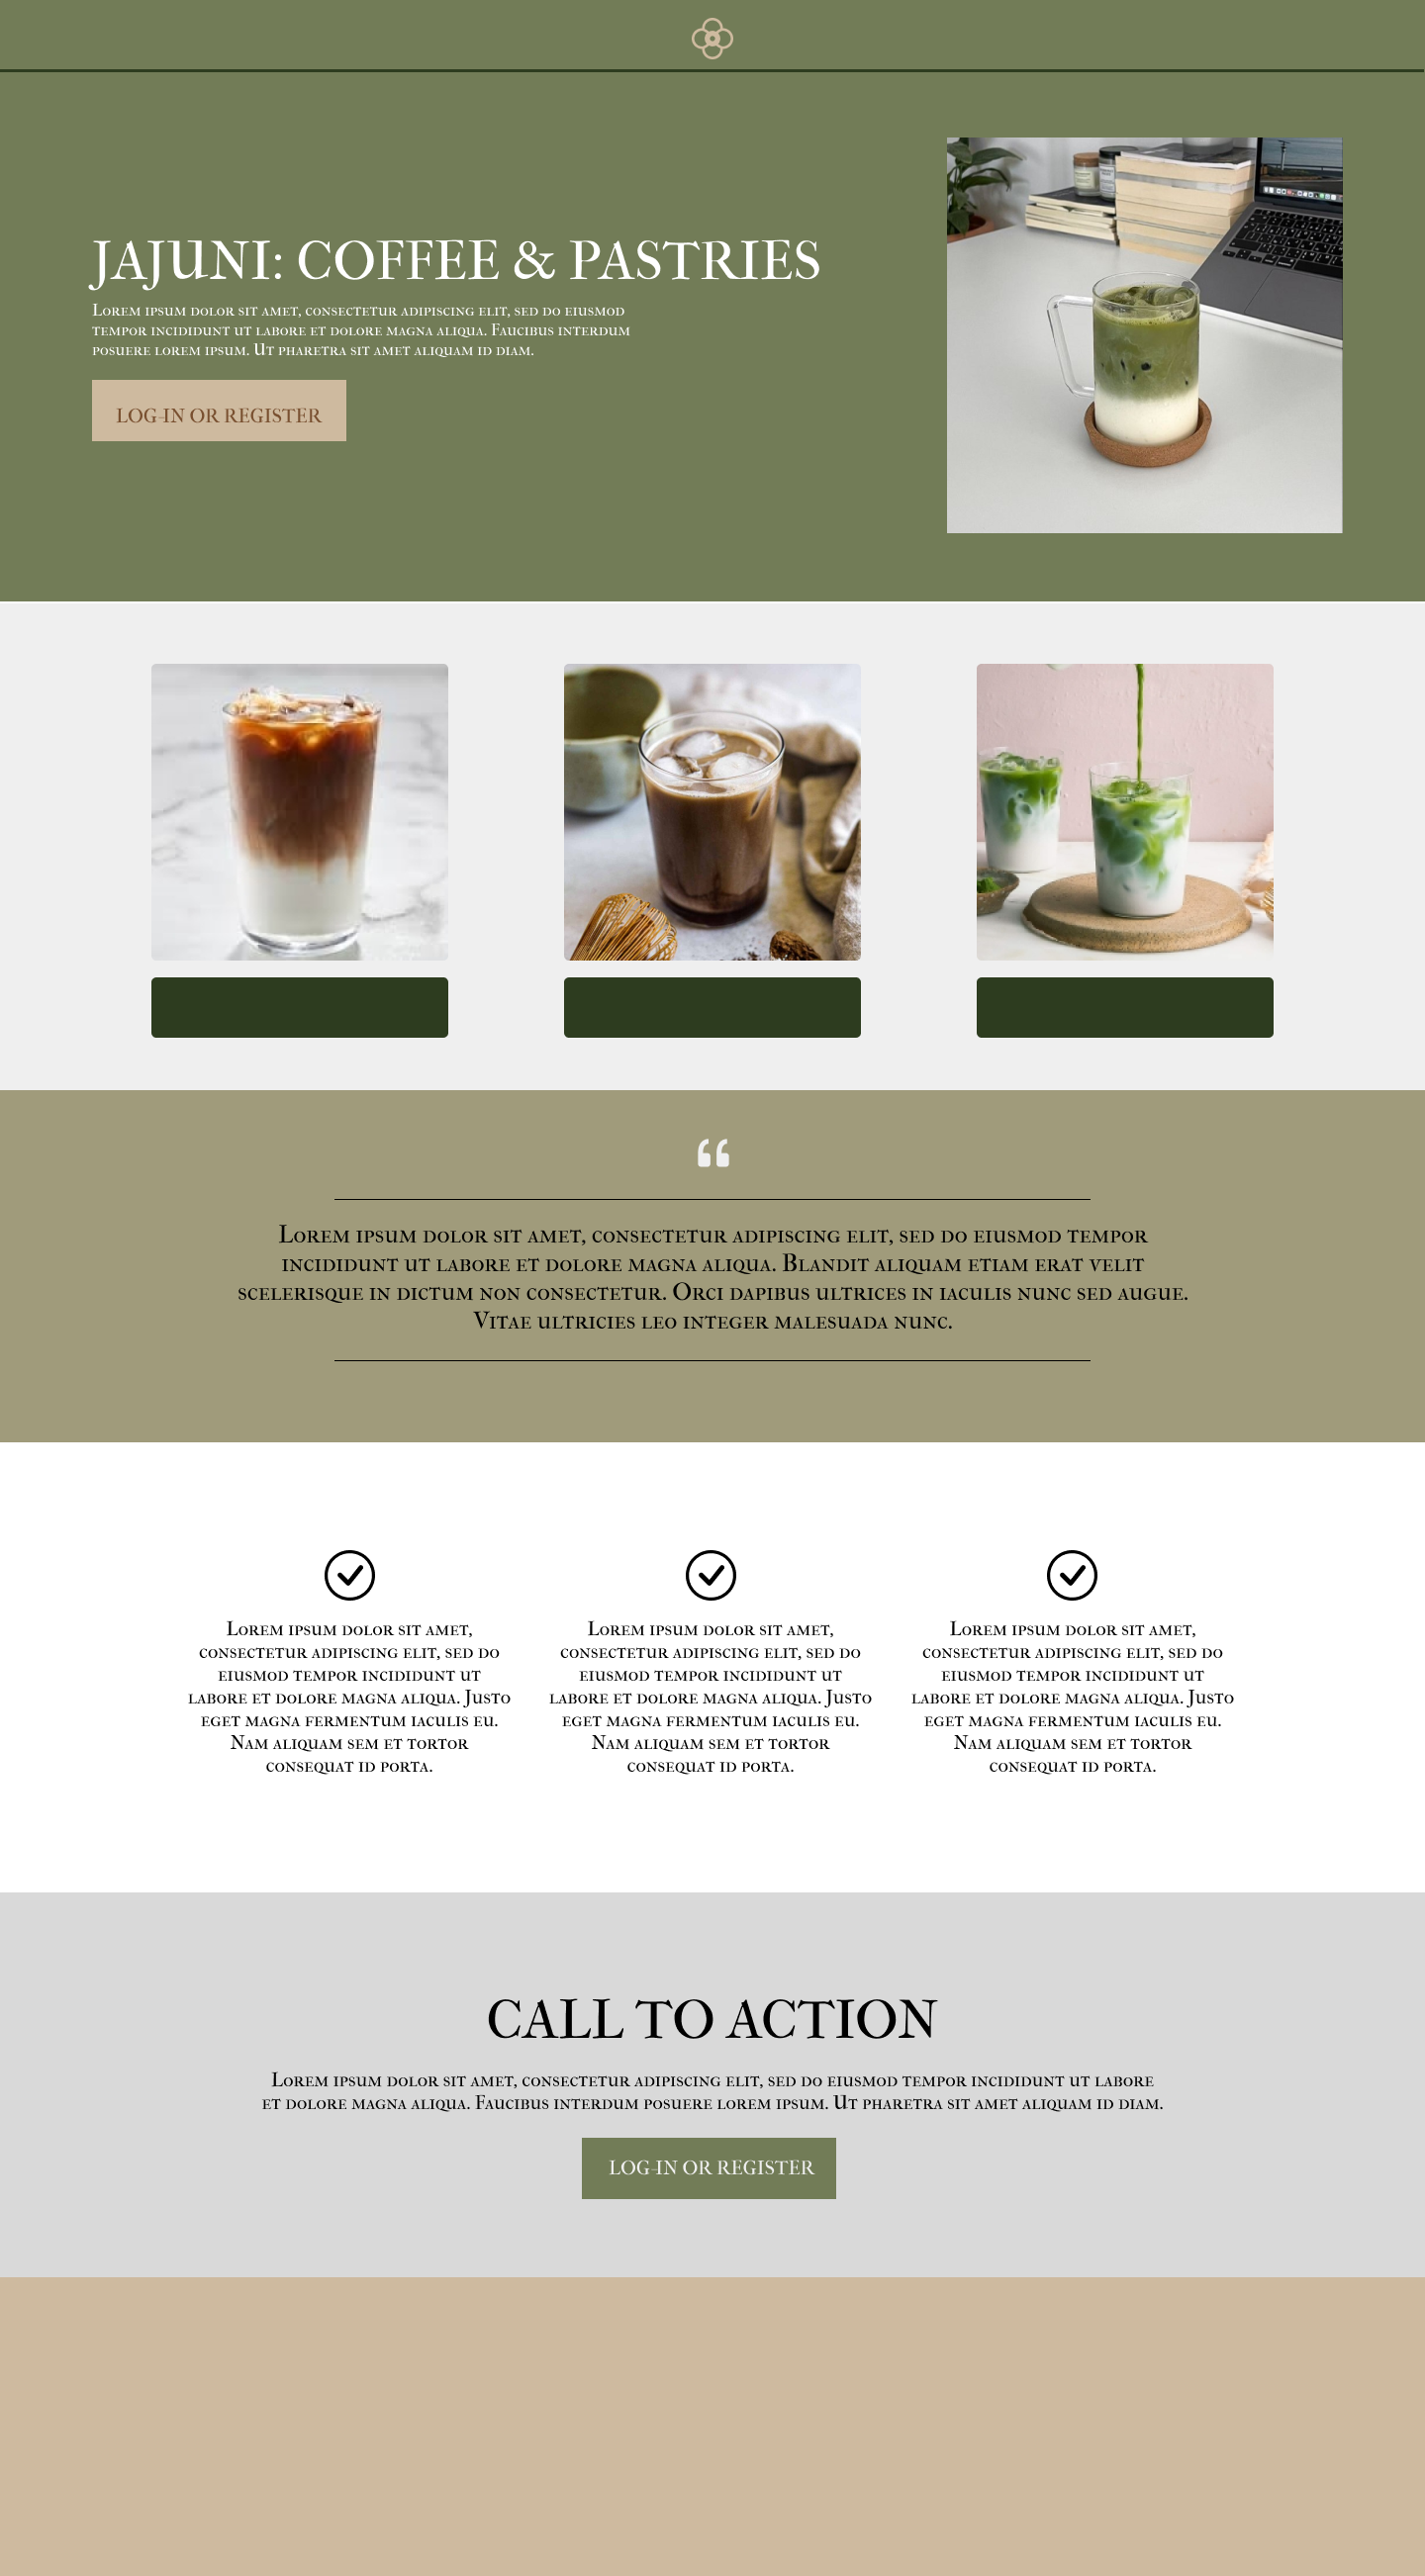 JAJUNI: COFFEE & PASTRIES
Lorem ipsum dolor sit amet, consectetur adipiscing elit, sed do eiusmod
tempor incididunt ut labore et dolore magna aliqua. Faucibus interdum
posuere lorem ipsum. Ut pharetra sit amet aliquam id diam.
LOG-IN OR REGISTER
“
Lorem ipsum dolor sit amet, consectetur adipiscing elit, sed do eiusmod tempor
incididunt ut labore et dolore magna aliqua. Blandit aliquam etiam erat velit
scelerisque in dictum non consectetur. Orci dapibus ultrices in iaculis nunc sed augue.
Vitae ultricies leo integer malesuada nunc.
Lorem ipsum dolor sit amet,
consectetur adipiscing elit, sed do
eiusmod tempor incididunt ut
labore et dolore magna aliqua. Justo
eget magna fermentum iaculis eu.
Nam aliquam sem et tortor
consequat id porta.
Lorem ipsum dolor sit amet,
consectetur adipiscing elit, sed do
eiusmod tempor incididunt ut
labore et dolore magna aliqua. Justo
eget magna fermentum iaculis eu.
Nam aliquam sem et tortor
consequat id porta.
Lorem ipsum dolor sit amet,
consectetur adipiscing elit, sed do
eiusmod tempor incididunt ut
labore et dolore magna aliqua. Justo
eget magna fermentum iaculis eu.
Nam aliquam sem et tortor
consequat id porta.
CALL TO ACTION
Lorem ipsum dolor sit amet, consectetur adipiscing elit, sed do eiusmod tempor incididunt ut labore
et dolore magna aliqua. Faucibus interdum posuere lorem ipsum. Ut pharetra sit amet aliquam id diam.
LOG-IN OR REGISTER